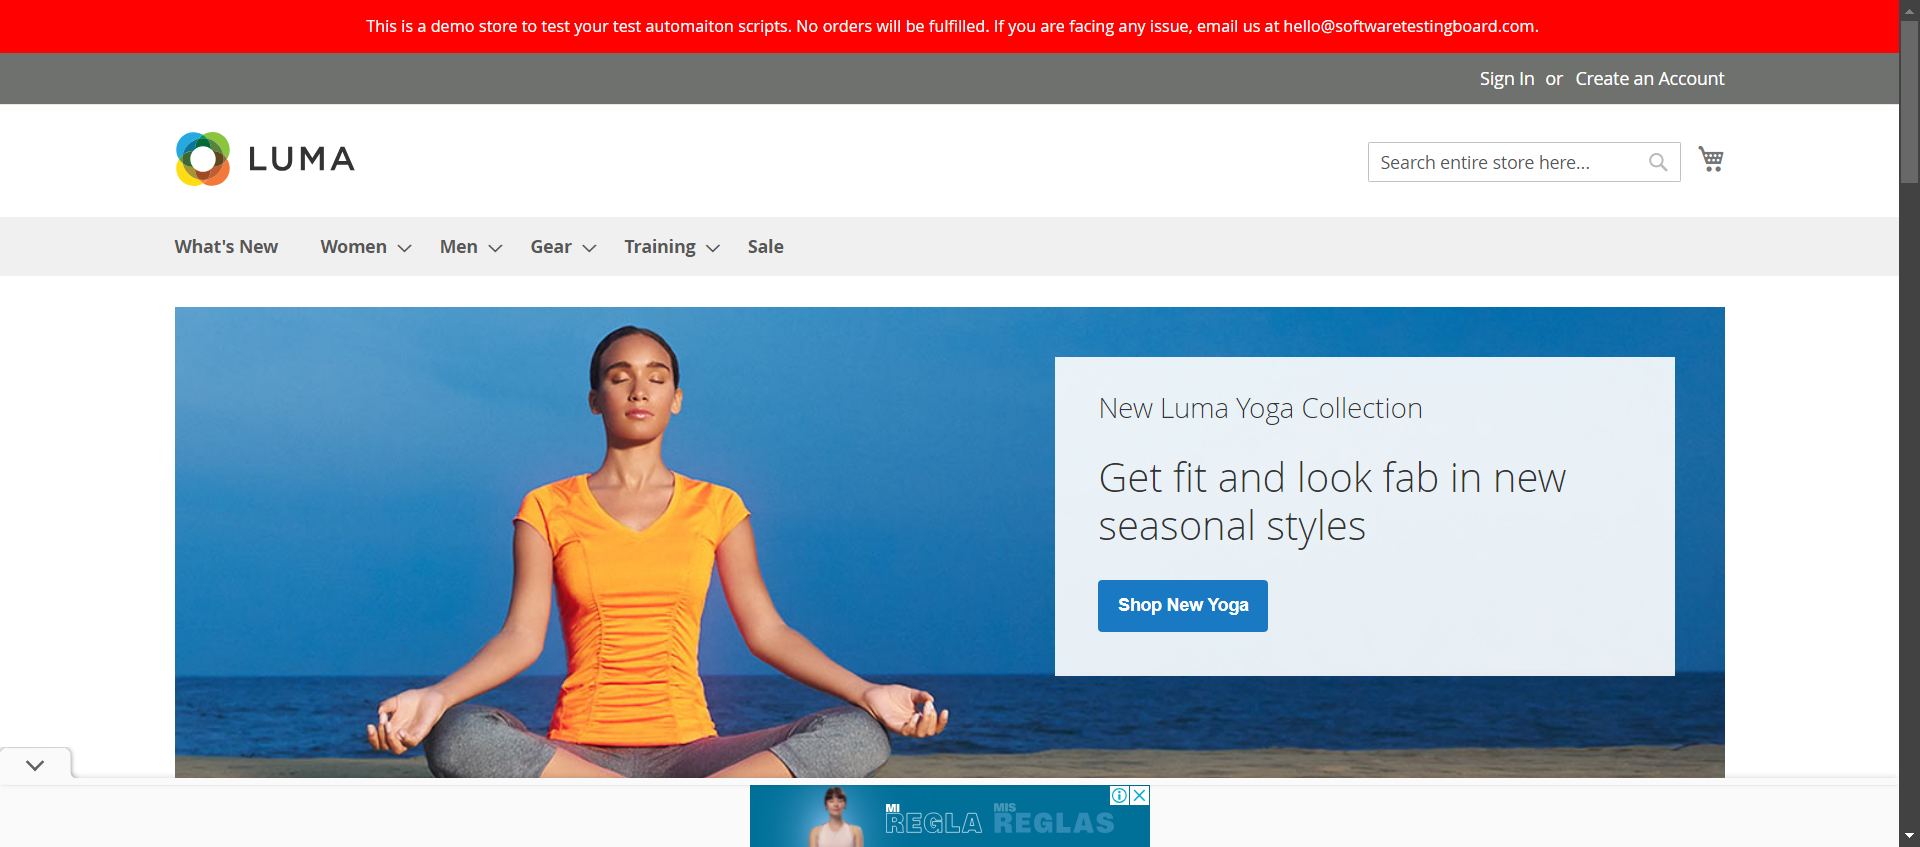 This is a demo store to test your test automaiton scripts. No orders will be fulfilled. If you are facing any issue, email us at hello@softwaretestingboard.com.
Sign In or Create an Account
LUMA
Search entire store here...
What's New Women Men Gear Training Sale
New Luma Yoga Collection
Get fit and look fab in new
seasonal styles
Shop New Yoga
MI MIS
REGLA REGLAS